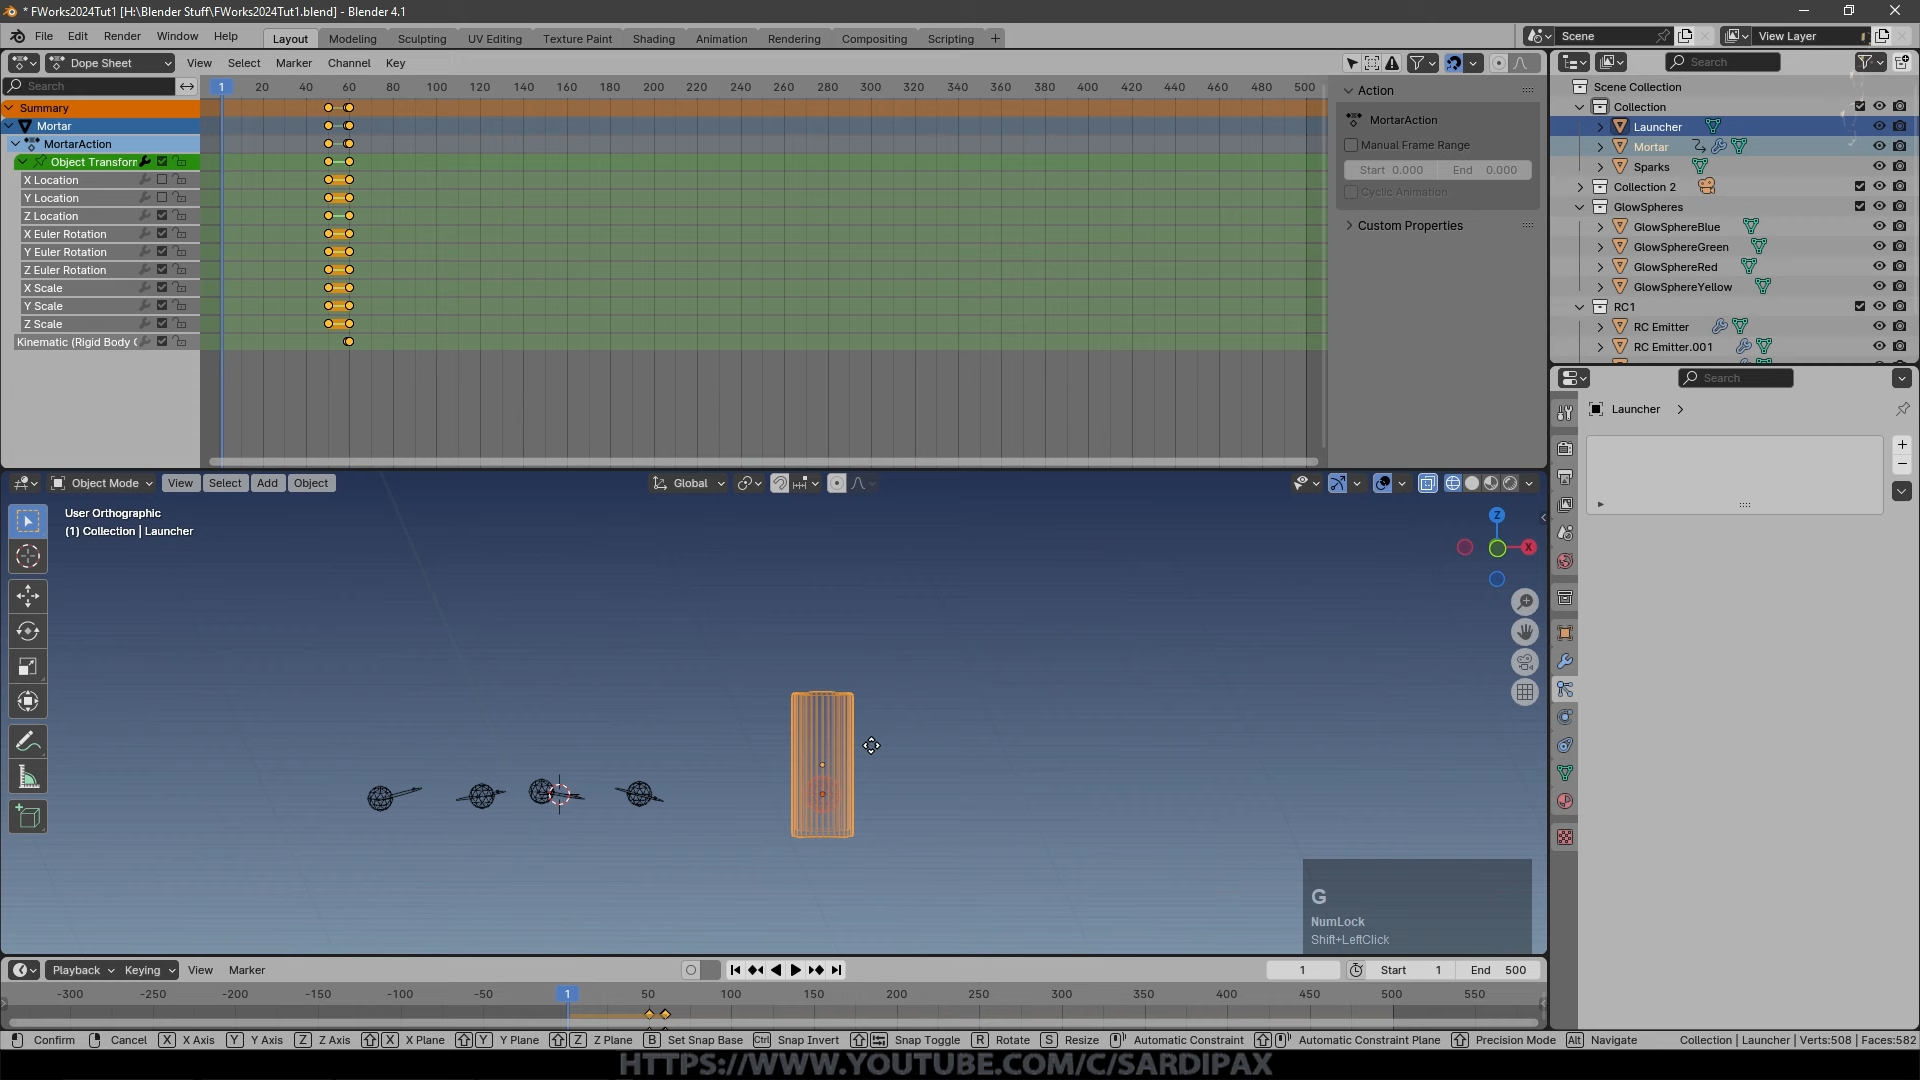 * FWorks2024Tut1 [H:\Blender Stuff\FWorks2024Tut1.blend] - Blender 4.1
File Edit Render Window Help Layout Modeling Sculpting UV Editing Texture Paint Shading Animation Rendering Compositing Scripting + Scene View Layer
Dope Sheet View Select Marker Channel Key
Search
1 20 40 60 80 100 120 140 160 180 200 220 240 260 280 300 320 340 360 380 400 420 440 460 480 500
Summary
Mortar
MortarAction
Object Transform
X Location
Y Location
Z Location
X Euler Rotation
Y Euler Rotation
Z Euler Rotation
X Scale
Y Scale
Z Scale
Kinematic (Rigid Body C
Action
MortarAction
Manual Frame Range
Start 0.000 End 0.000
Cyclic Animation
Custom Properties
Search
Scene Collection
Collection
Launcher
Mortar
Sparks
Collection 2
GlowSpheres
GlowSphereBlue
GlowSphereGreen
GlowSphereRed
GlowSphereYellow
RC1
RC Emitter
RC Emitter.001
Search
Launcher
Object Mode View Select Add Object Global
User Orthographic
(1) Collection | Launcher
Z
X
G
NumLock
Shift+LeftClick
Playback Keying View Marker 1 Start 1 End 500
-300 -250 -200 -150 -100 -50 1 50 100 150 200 250 300 350 400 450 500 550
Confirm Cancel X X Axis Y Y Axis Z Z Axis X X Plane Y Y Plane Z Z Plane B Set Snap Base Ctrl Snap Invert Snap Toggle R Rotate S Resize Automatic Constraint Automatic Constraint Plane Precision Mode Alt Navigate Collection | Launcher | Verts:508 | Faces:582
HTTPS://WWW.YOUTUBE.COM/C/SARDIPAX